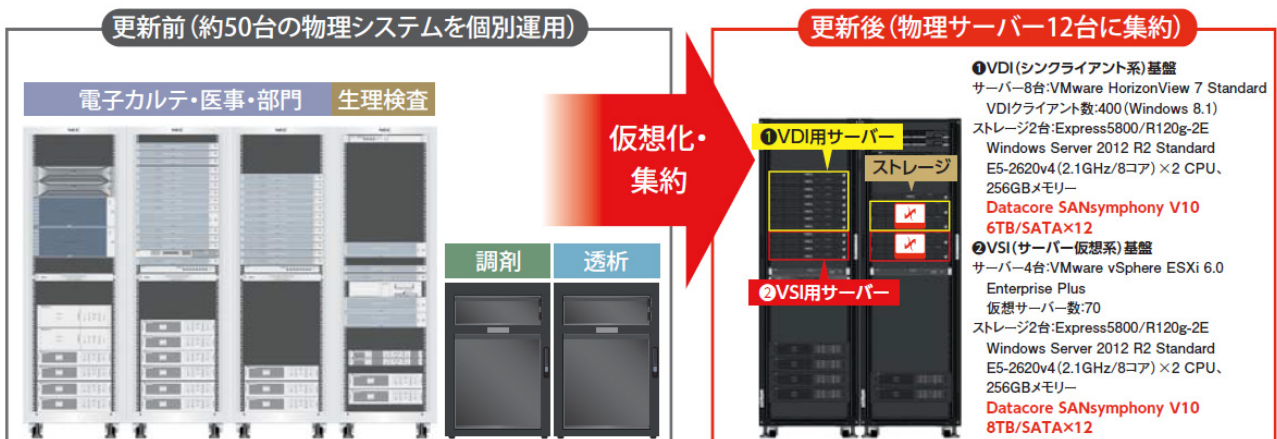 更新前（約50台の物理システムを個別運用）
電子カルテ・医事・部門
生理検査
調剤
透析
仮想化・
集約
更新後（物理サーバー12台に集約）
❶VDI用サーバー
ストレージ
❷VSI用サーバー
❶VDI（シンクライアント系）基盤
サーバー8台：VMware HorizonView 7 Standard
VDIクライアント数：400（Windows 8.1）
ストレージ2台：Express5800/R120g-2E
Windows Server 2012 R2 Standard
E5-2620v4（2.1GHz/8コア）×2 CPU、
256GBメモリー
Datacore SANsymphony V10
6TB/SATA×12
❷VSI（サーバー仮想系）基盤
サーバー4台：VMware vSphere ESXi 6.0
Enterprise Plus
仮想サーバー数：70
ストレージ2台：Express5800/R120g-2E
Windows Server 2012 R2 Standard
E5-2620v4（2.1GHz/8コア）×2 CPU、
256GBメモリー
Datacore SANsymphony V10
8TB/SATA×12